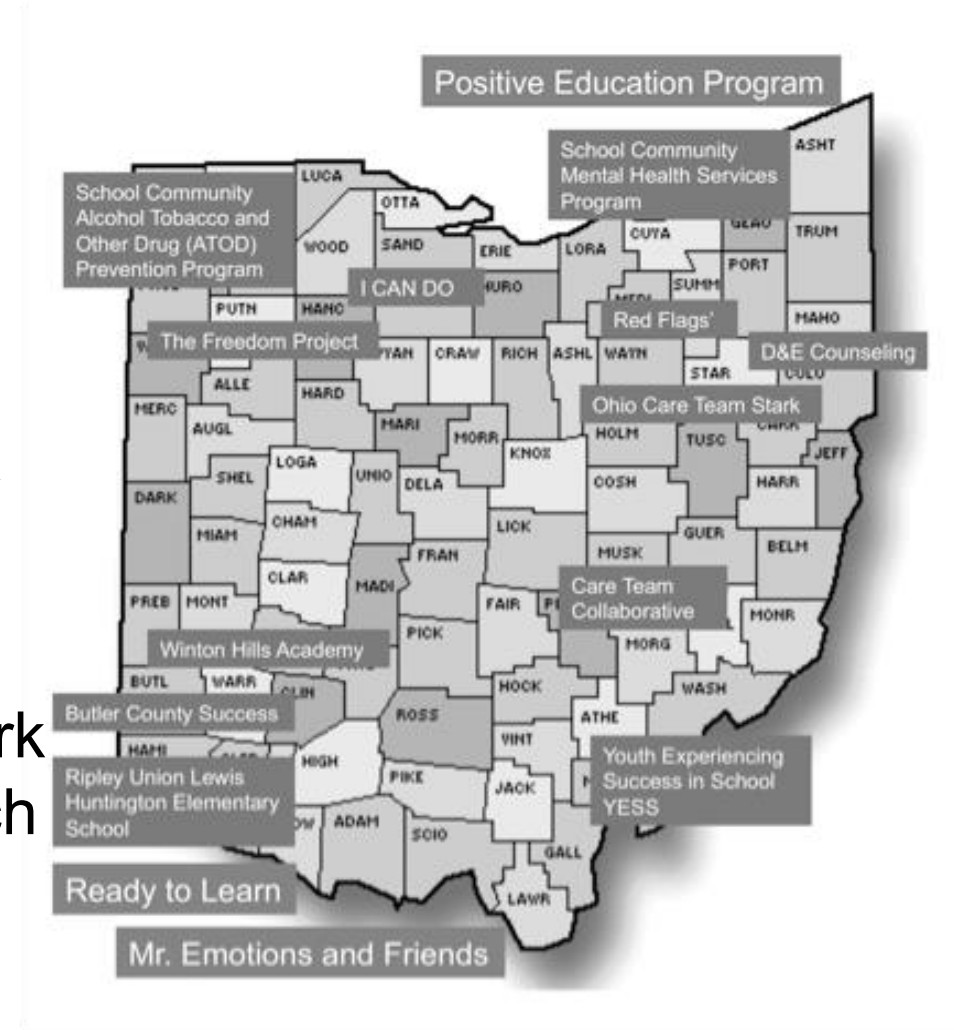 Positive Education Program
ASHT
School Community
Mental Health Services
Program
LUCA
School Community
Alcohol Tobacco and
Other Drug (ATOD)
Prevention Program
OTTA
WOOD
SAND
ERIE
LORA
CUYA
GEAU
TRUM
PORT
SUMM
I CAN DO
HURO
PUTN
HANC
Red Flags'
MAHO
The Freedom Project
CRAW
RICH
ASHL
WAYN
STAR
D&E Counseling
ALLE
HARD
Ohio Care Team Stark
MERC
AUGL
MARI
MORR
HOLM
TUSC
CARR
JEFF
KNOX
LOGA
UNIO
SHEL
DELA
COSH
HARR
DARK
CHAM
MIAM
LICK
GUER
FRAN
MUSK
BELM
CLAR
MADI
Care Team
Collaborative
PREB
MONT
FAIR
MONR
PICK
MORG
Winton Hills Academy
BUTL
WARR
CLIN
HOCK
WASH
Butler County Success
ROSS
ATHE
rk
VINT
HAMI
HIGH
Youth Experiencing
Success in School
YESS
Ripley Union Lewis
Huntington Elementary
School
PIKE
JACK
ch
ADAM
SCIO
GALL
Ready to Learn
LAWR
Mr. Emotions and Friends